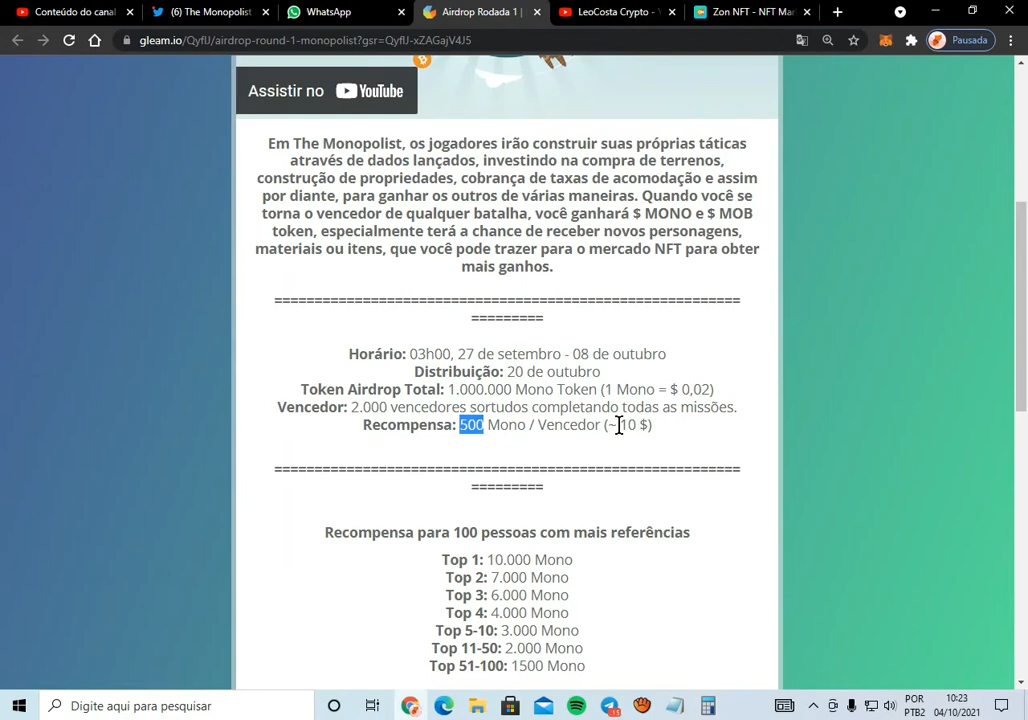 Conteúdo do canal
(6) The Monopolist
WhatsApp
Airdrop Rodada 1 |
LeoCosta Crypto - Y
Zon NFT - NFT Mar
gleam.io/QyflJ/airdrop-round-1-monopolist?gsr=QyflJ-xZAGajV4J5
Pausada
Assistir no YouTube
Em The Monopolist, os jogadores irão construir suas próprias táticas
através de dados lançados, investindo na compra de terrenos,
construção de propriedades, cobrança de taxas de acomodação e assim
por diante, para ganhar os outros de várias maneiras. Quando você se
torna o vencedor de qualquer batalha, você ganhará $ MONO e $ MOB
token, especialmente terá a chance de receber novos personagens,
materiais ou itens, que você pode trazer para o mercado NFT para obter
mais ganhos.
==========================================================
=========
Horário: 03h00, 27 de setembro - 08 de outubro
Distribuição: 20 de outubro
Token Airdrop Total: 1.000.000 Mono Token (1 Mono = $ 0,02)
Vencedor: 2.000 vencedores sortudos completando todas as missões.
Recompensa: 500 Mono / Vencedor (~ 10 $)
==========================================================
=========
Recompensa para 100 pessoas com mais referências
Top 1: 10.000 Mono
Top 2: 7.000 Mono
Top 3: 6.000 Mono
Top 4: 4.000 Mono
Top 5-10: 3.000 Mono
Top 11-50: 2.000 Mono
Top 51-100: 1500 Mono
Digite aqui para pesquisar
POR
PTB2
10:23
04/10/2021